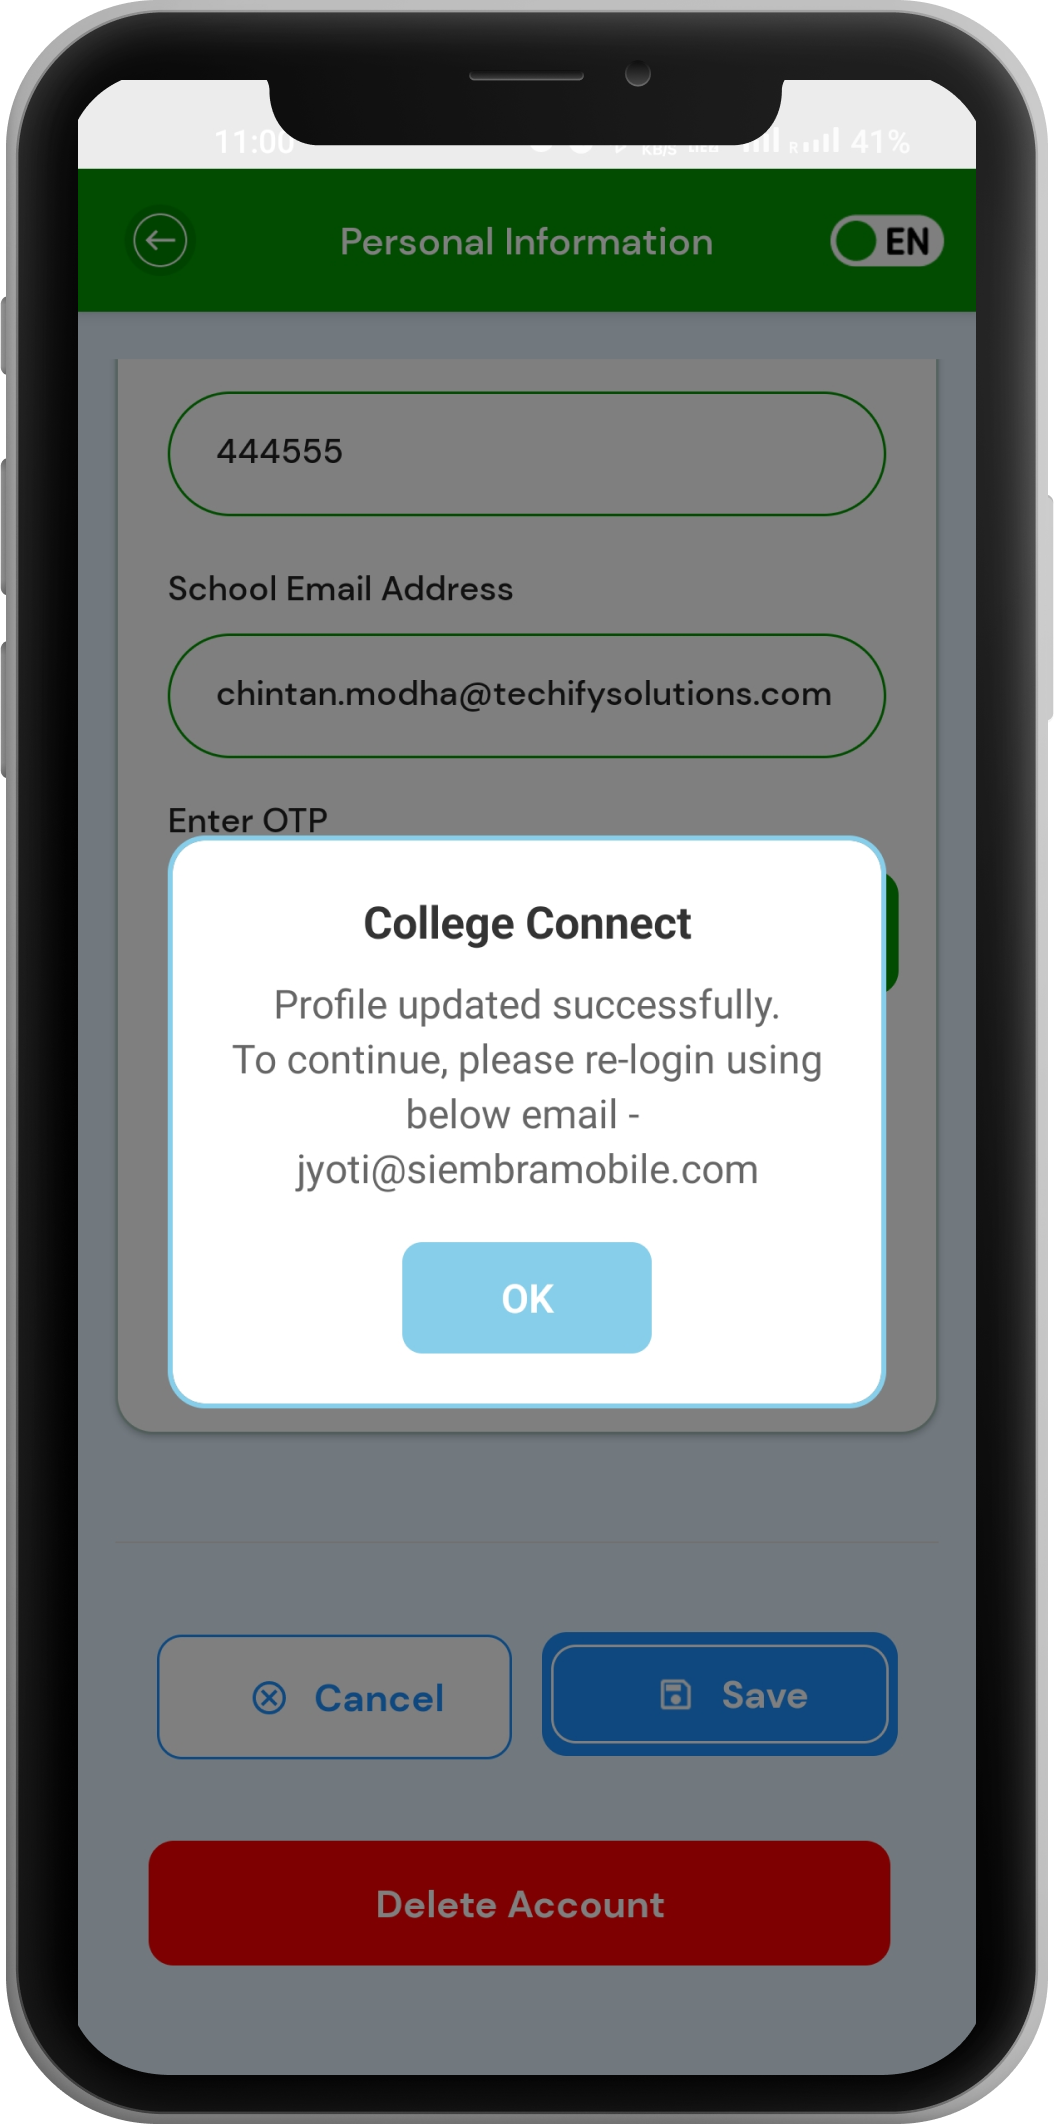 11:00
KB/S
R
41%
Personal Information
EN
444555
School Email Address
chintan.modha@techifysolutions.com
Enter OTP
College Connect
Profile updated successfully.
To continue, please re-login using
below email -
jyoti@siembramobile.com
OK
Cancel
Save
Delete Account